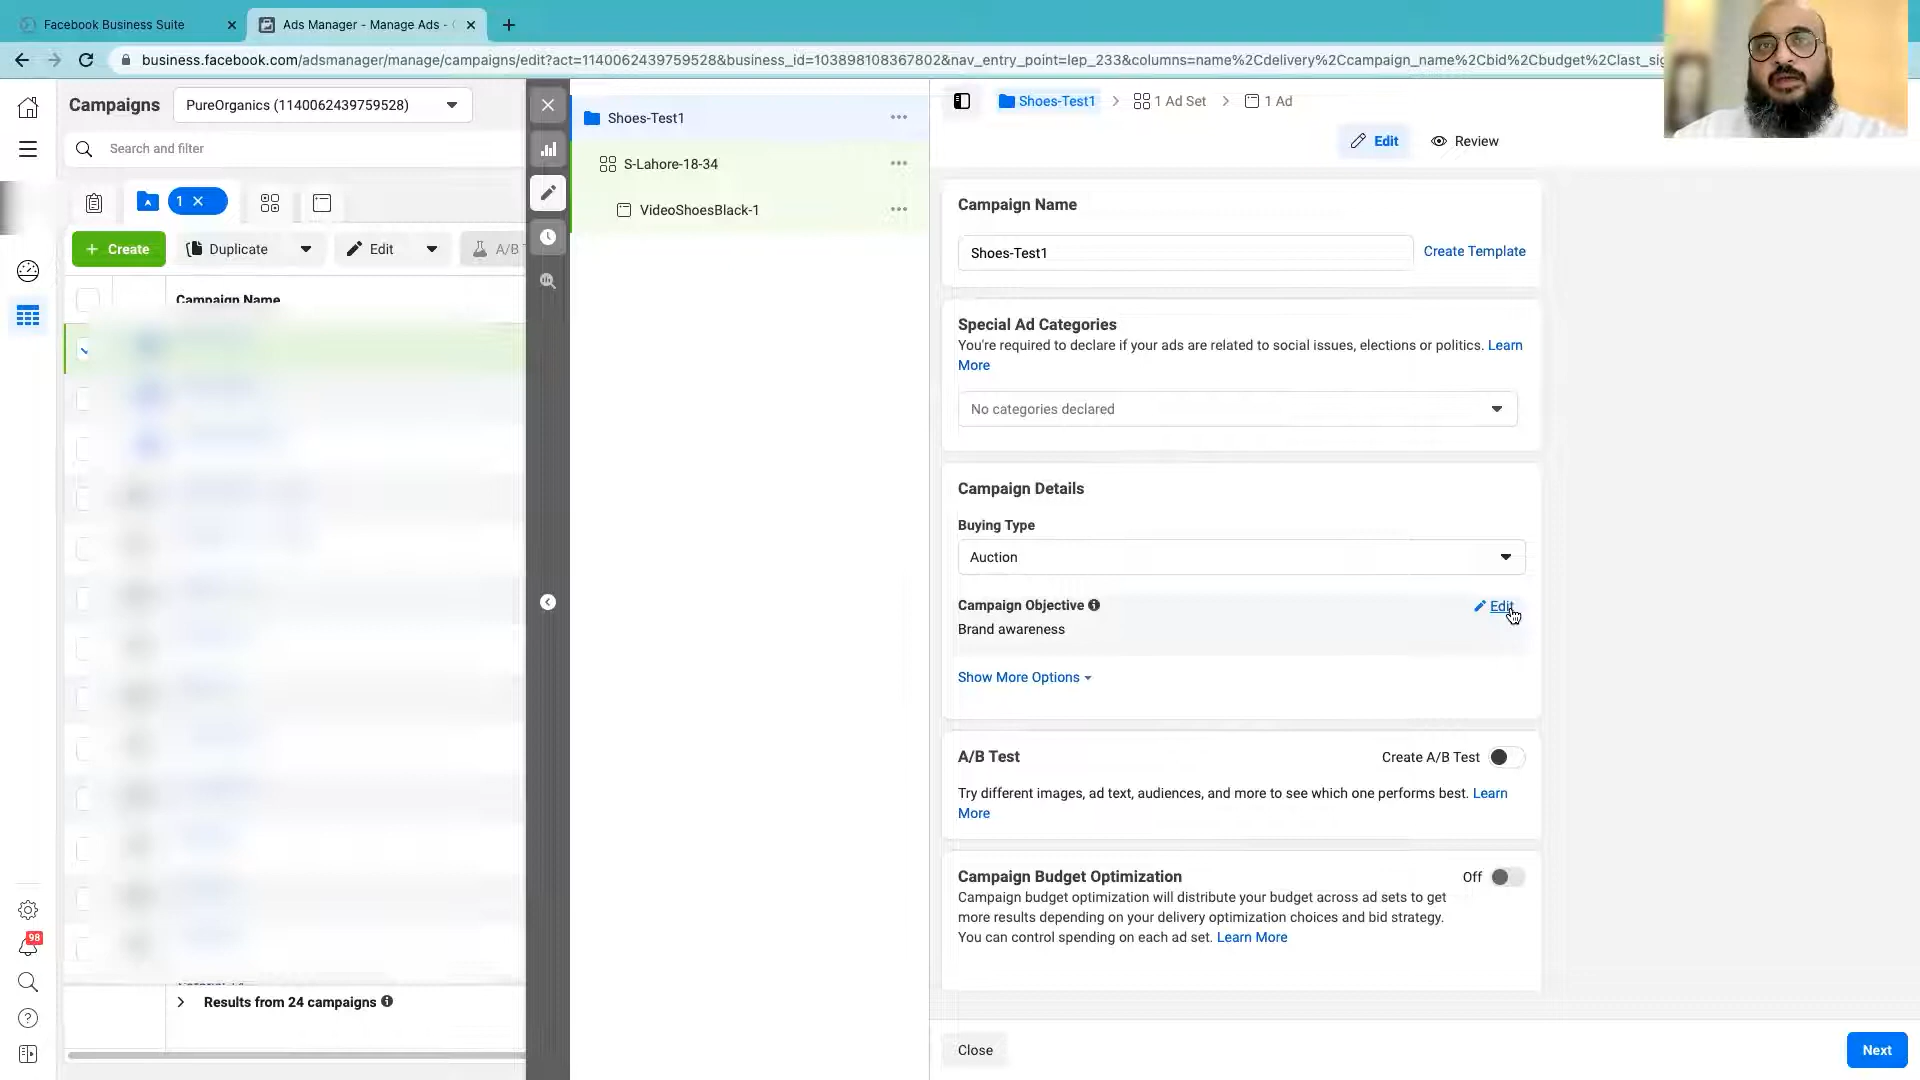 Facebook Business Suite
Ads Manager - Manage Ads -
business.facebook.com/adsmanager/manage/campaigns/edit?act=1140062439759528&business_id=103898108367802&nav_entry_point=lep_233&columns=name%2Cdelivery%2Ccampaign_name%2Cbid%2Cbudget%2Clast_sig
Campaigns
PureOrganics (1140062439759528)
Search and filter
1
+ Create
Duplicate
Edit
A/B
Campaign Name
Results from 24 campaigns
98
Shoes-Test1
S-Lahore-18-34
VideoShoesBlack-1
Shoes-Test1 > 1 Ad Set > 1 Ad
Edit
Review
Campaign Name
Shoes-Test1
Create Template
Special Ad Categories
You're required to declare if your ads are related to social issues, elections or politics. Learn
More
No categories declared
Campaign Details
Buying Type
Auction
Campaign Objective
Edit
Brand awareness
Show More Options
A/B Test
Create A/B Test
Try different images, ad text, audiences, and more to see which one performs best. Learn
More
Campaign Budget Optimization
Off
Campaign budget optimization will distribute your budget across ad sets to get
more results depending on your delivery optimization choices and bid strategy.
You can control spending on each ad set. Learn More
Close
Next